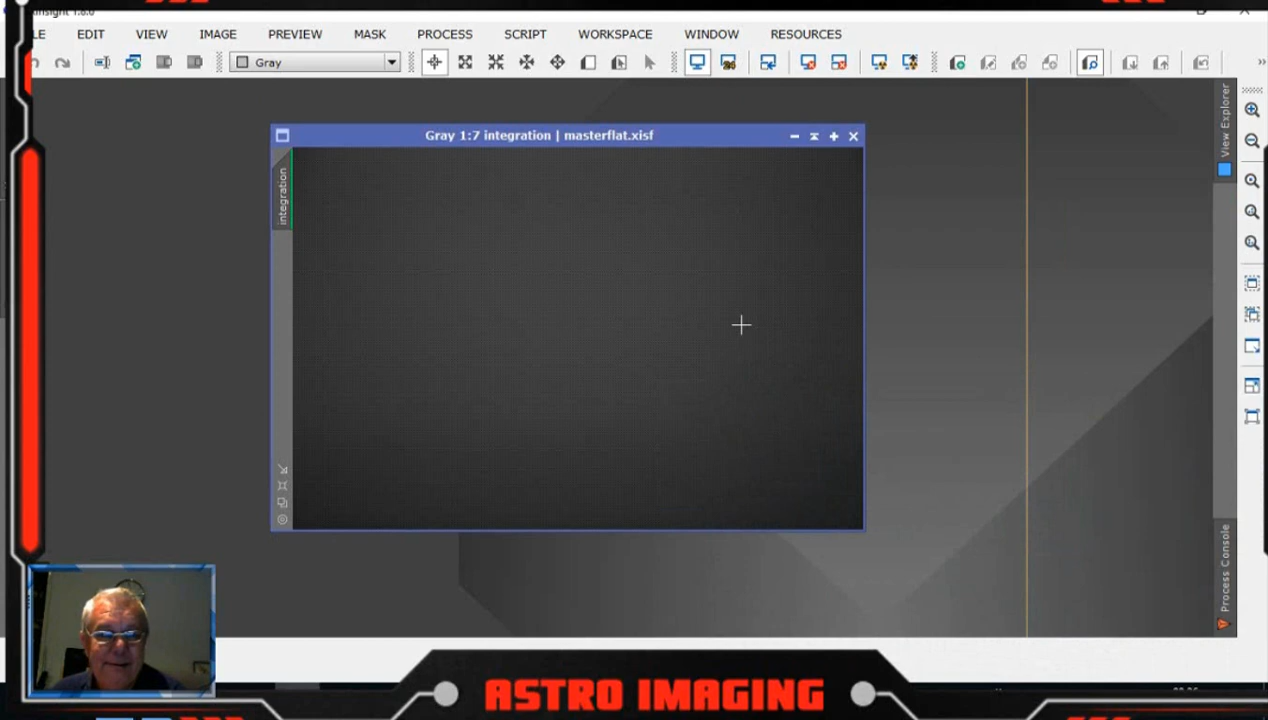 EDIT VIEW IMAGE PREVIEW MASK PROCESS SCRIPT WORKSPACE WINDOW RESOURCES
Gray
View Explorer
Gray 1:7 integration | masterflat.xisf
integration
Process Console
ASTRO IMAGING